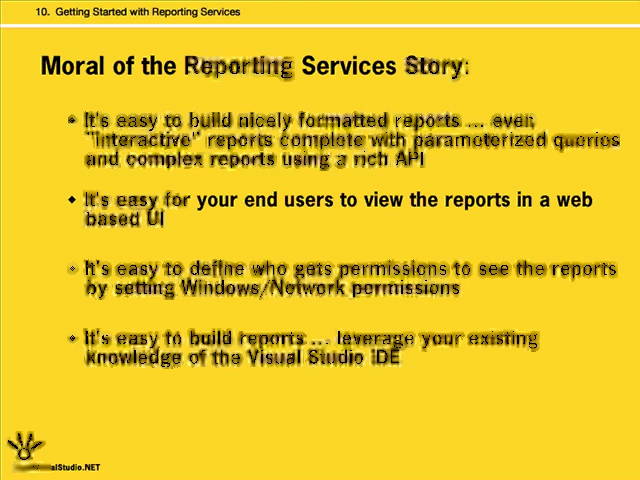 10. Getting Started with Reporting Services
Moral of the Reporting Services Story:
It's easy to build nicely formatted reports ... even
"interactive" reports complete with parameterized queries
and complex reports using a rich API
It's easy for your end users to view the reports in a web
based UI
It's easy to define who gets permissions to see the reports
by setting Windows/Network permissions
It's easy to build reports ... leverage your existing
knowledge of the Visual Studio IDE